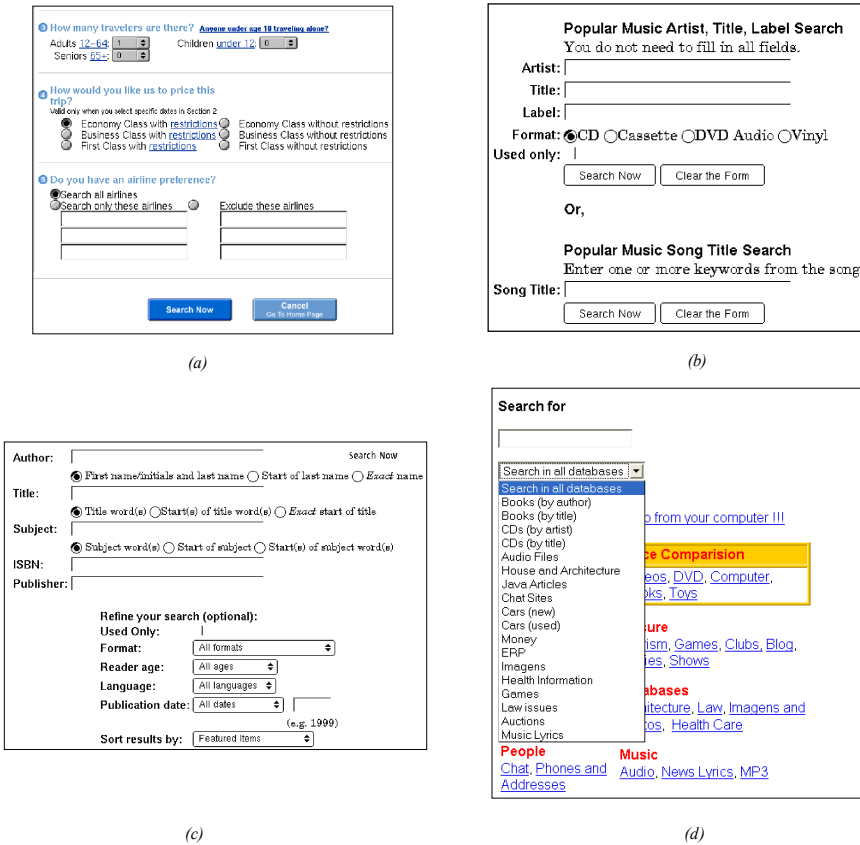 3 How many travelers are there? Anyone under age 18 traveling alone?
Adults 12-64: 1 Children under 12: 0
Seniors 65+: 0
4 How would you like us to price this
trip?
Valid only when you select specific dates in Section 2
Economy Class with restrictions Economy Class without restrictions
Business Class with restrictions Business Class without restrictions
First Class with restrictions First Class without restrictions
5 Do you have an airline preference?
Search all airlines
Search only these airlines Exclude these airlines
Search Now
Cancel
Go To Home Page
(a)
Popular Music Artist, Title, Label Search
You do not need to fill in all fields.
Artist:
Title:
Label:
Format: CD Cassette DVD Audio Vinyl
Used only:
Search Now Clear the Form
Or,
Popular Music Song Title Search
Enter one or more keywords from the song
Song Title:
Search Now Clear the Form
(b)
Author: Search Now
First name/initials and last name Start of last name Exact name
Title:
Title word(s) Start(s) of title word(s) Exact start of title
Subject:
Subject word(s) Start of subject Start(s) of subject word(s)
ISBN:
Publisher:
Refine your search (optional):
Used Only:
Format: All formats
Reader age: All ages
Language: All languages
Publication date: All dates
(e.g. 1999)
Sort results by: Featured Items
(c)
Search for
Search in all databases
Search in all databases
Books (by author)
Books (by title)
CDs (by artist)
CDs (by title)
Audio Files
House and Architecture
Java Articles
Chat Sites
Cars (new)
Cars (used)
Money
ERP
Imagens
Health Information
Games
Law issues
Auctions
Music Lyrics
from your computer !!!
Comparision
DVD, Computer,
Toys
Games, Clubs, Blog,
Shows
Law, Imagens and
Health Care
People
Chat, Phones and
Addresses
Music
Audio, News Lyrics, MP3
(d)